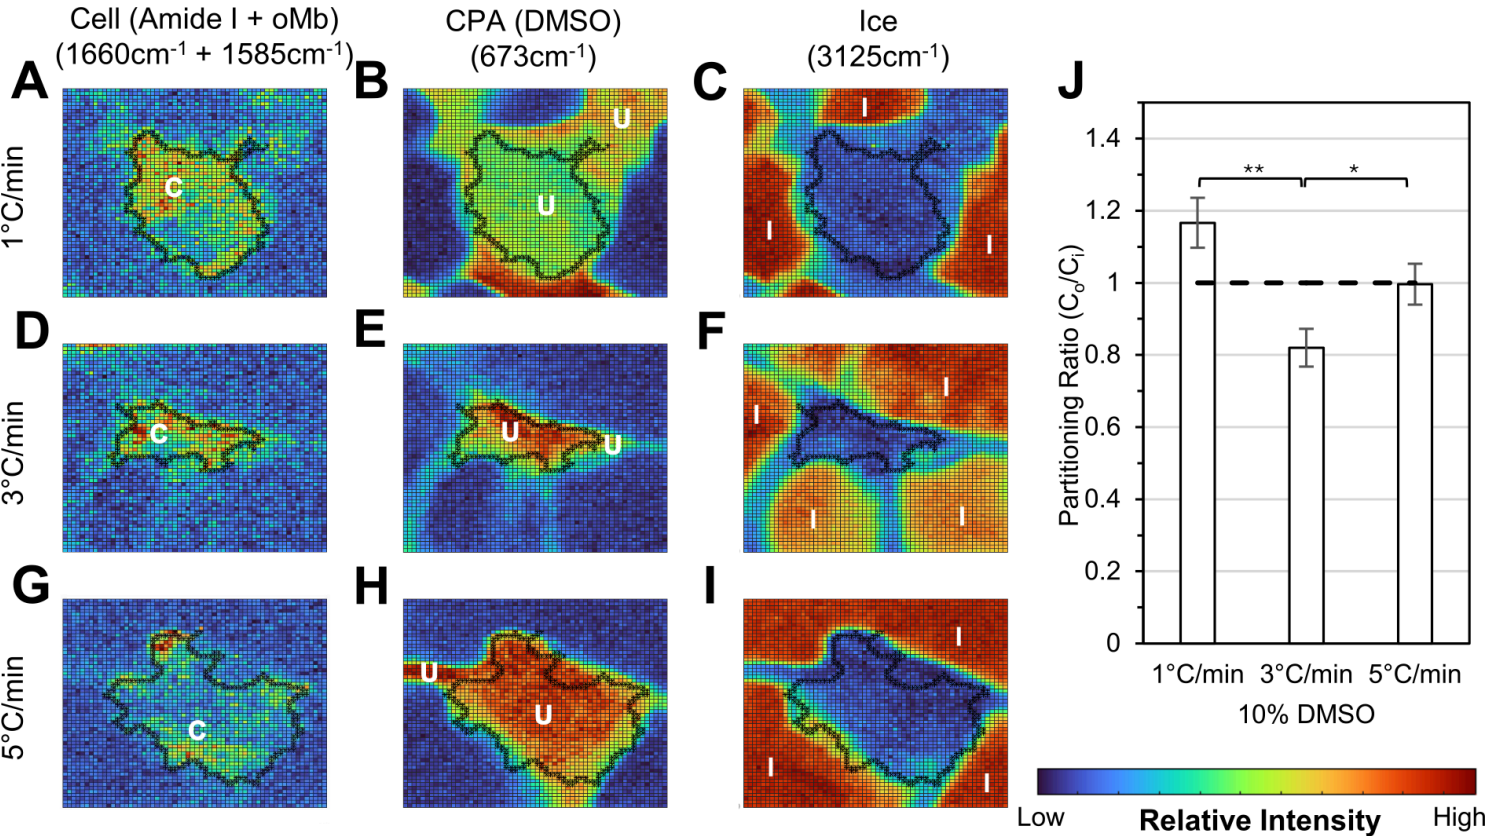 Cell (Amide I + oMb)
(1660cm⁻¹ + 1585cm⁻¹)
CPA (DMSO)
(673cm⁻¹)
Ice
(3125cm⁻¹)
A
B
C
J
1°C/min
C
U
U
I
I
I
D
E
F
3°C/min
C
U
U
I
I
I
I
G
H
I
5°C/min
C
U
U
I
I
I
Partitioning Ratio (Cₒ/Cᵢ)
1.4
1.2
1
0.8
0.6
0.4
0.2
0
**
*
1°C/min 3°C/min 5°C/min
10% DMSO
Low Relative Intensity High